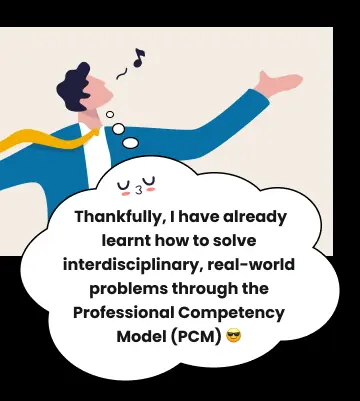 Thankfully, I have already
learnt how to solve
interdisciplinary, real-world
problems through the
Professional Competency
Model (PCM) 😎